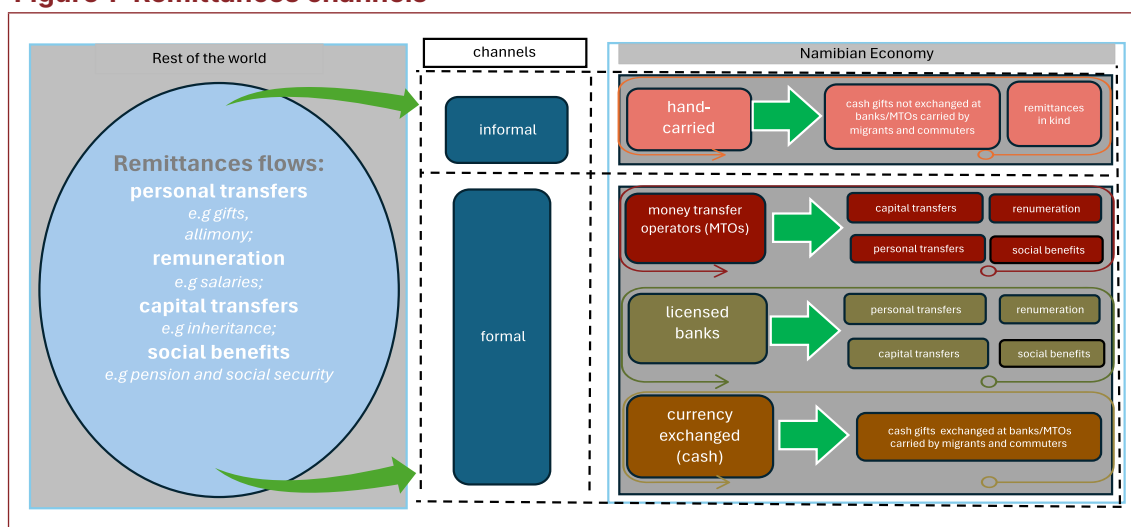 Figure 1 Remittances channels
Rest of the world
channels
Namibian Economy
Remittances flows:
personal transfers
e.g gifts,
allimony;
remuneration
e.g salaries;
capital transfers
e.g inheritance;
social benefits
e.g pension and social security
informal
formal
hand-
carried
cash gifts not exchanged at
banks/MTOs carried by
migrants and commuters
remittances
in kind
money transfer
operators (MTOs)
capital transfers
renumeration
personal transfers
social benefits
licensed
banks
personal transfers
renumeration
capital transfers
social benefits
currency
exchanged
(cash)
cash gifts exchanged at banks/MTOs
carried by migrants and commuters